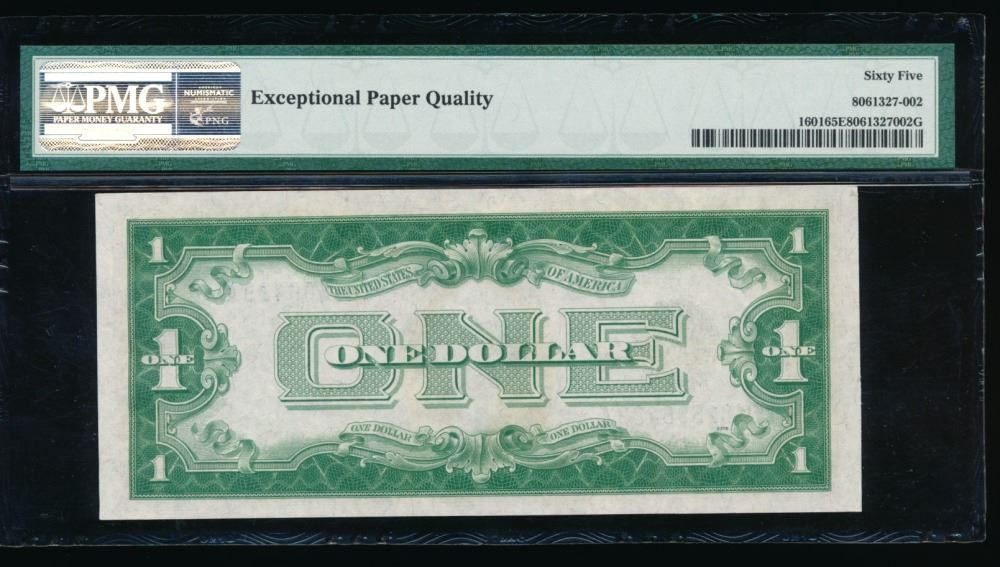 PMG
PAPER MONEY GUARANTY
NUMISMATIC
PNG
Exceptional Paper Quality
Sixty Five
8061327-002
160165E8061327002G
1
1
THE UNITED STATES
OF AMERICA
ONE
1
ONE
ONE DOLLAR
1
ONE
ONE DOLLAR
ONE DOLLAR
1
1